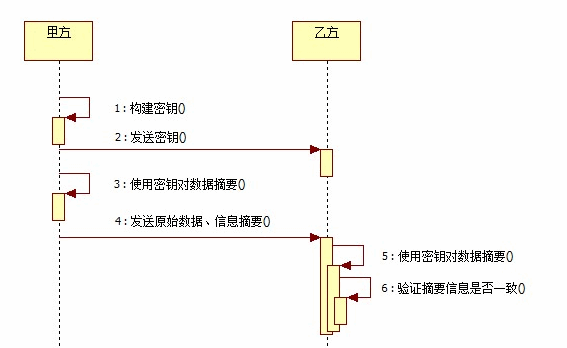 甲方
乙方
1：构建密钥()
2：发送密钥()
3：使用密钥对数据摘要()
4：发送原始数据、信息摘要()
5：使用密钥对数据摘要()
6：验证摘要信息是否一致()